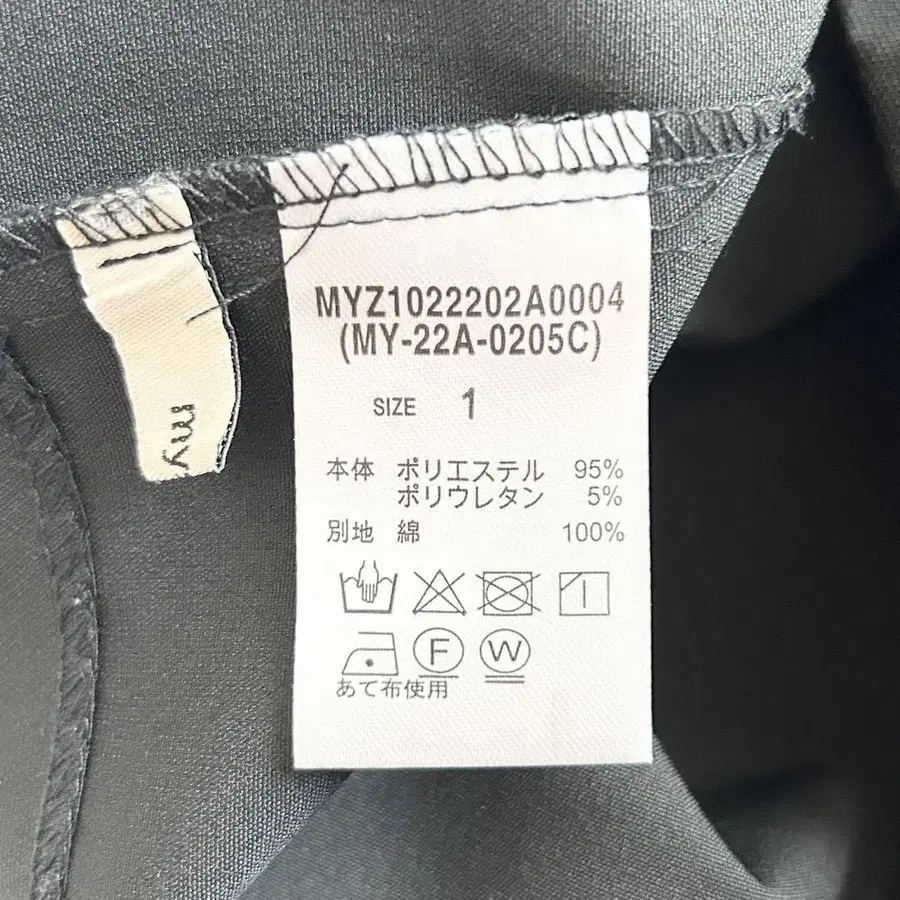 MYZ1022202A0004
(MY-22A-0205C)
SIZE 1
本体 ポリエステル 95%
ポリウレタン 5%
別地 綿 100%
F W
あて布使用
my